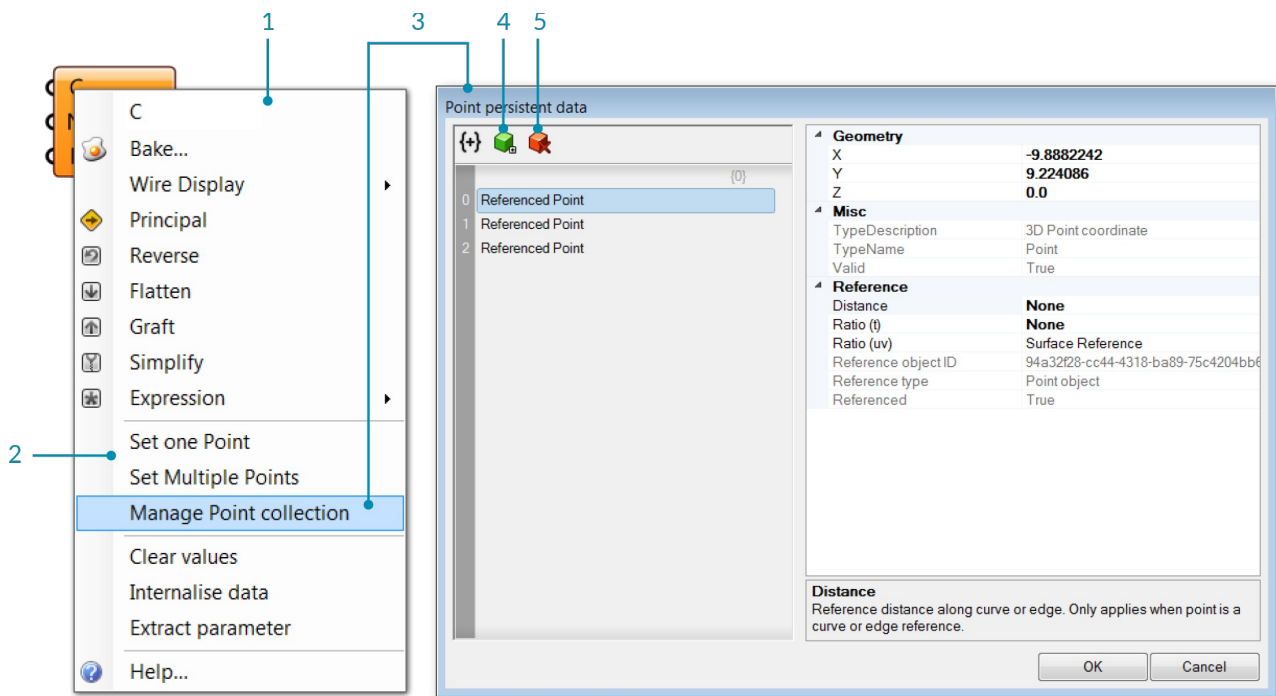 1
3
4
5
2
C
Bake...
Wire Display
Principal
Reverse
Flatten
Graft
Simplify
Expression
Set one Point
Set Multiple Points
Manage Point collection
Clear values
Internalise data
Extract parameter
Help...
Point persistent data
{+}
{0}
0 Referenced Point
1 Referenced Point
2 Referenced Point
Geometry
X -9.8882242
Y 9.224086
Z 0.0
Misc
TypeDescription 3D Point coordinate
TypeName Point
Valid True
Reference
Distance None
Ratio (t) None
Ratio (uv) Surface Reference
Reference object ID 94a32f28-cc44-4318-ba89-75c4204bb6
Reference type Point object
Referenced True
Distance
Reference distance along curve or edge. Only applies when point is a
curve or edge reference.
OK Cancel